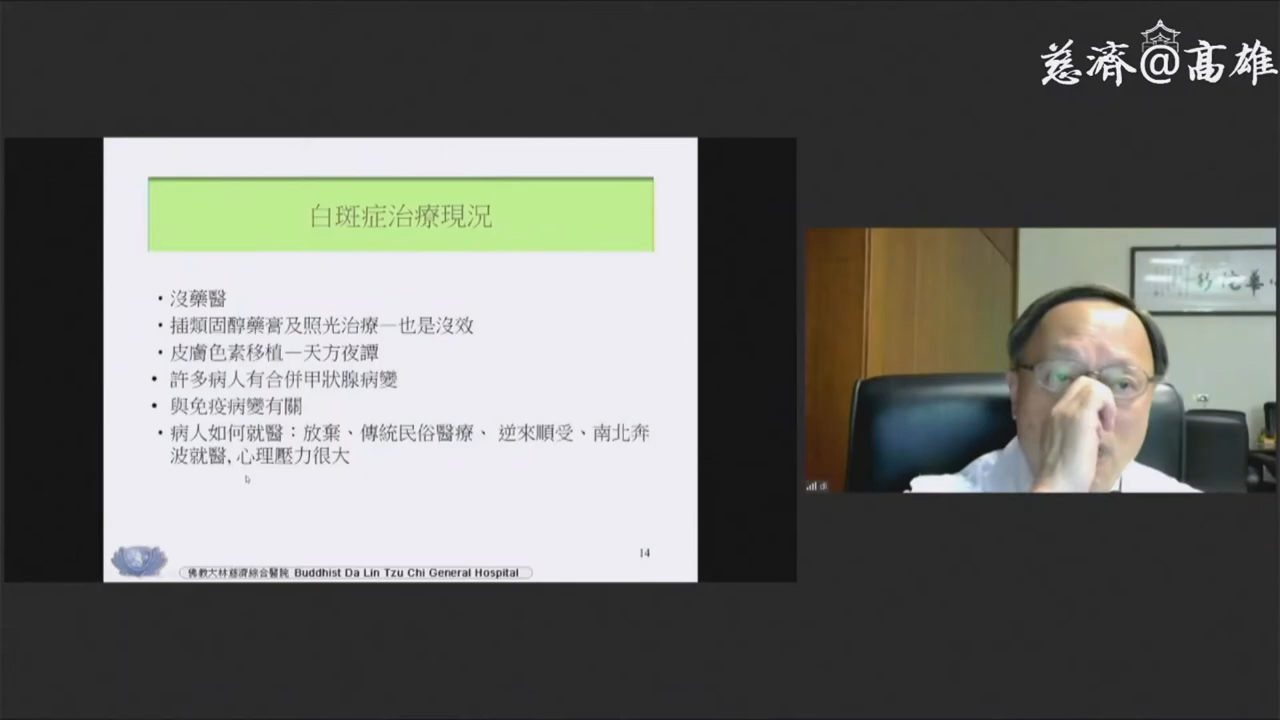 慈濟@高雄
白斑症治療現況
• 沒藥醫
• 插類固醇藥膏及照光治療—也是沒效
• 皮膚色素移植—天方夜譚
• 許多病人有合併甲狀腺病變
• 與免疫病變有關
• 病人如何就醫：放棄、傳統民俗醫療、 逆來順受、南北奔
波就醫, 心理壓力很大
14
佛教大林慈濟綜合醫院 Buddhist Da Lin Tzu Chi General Hospital